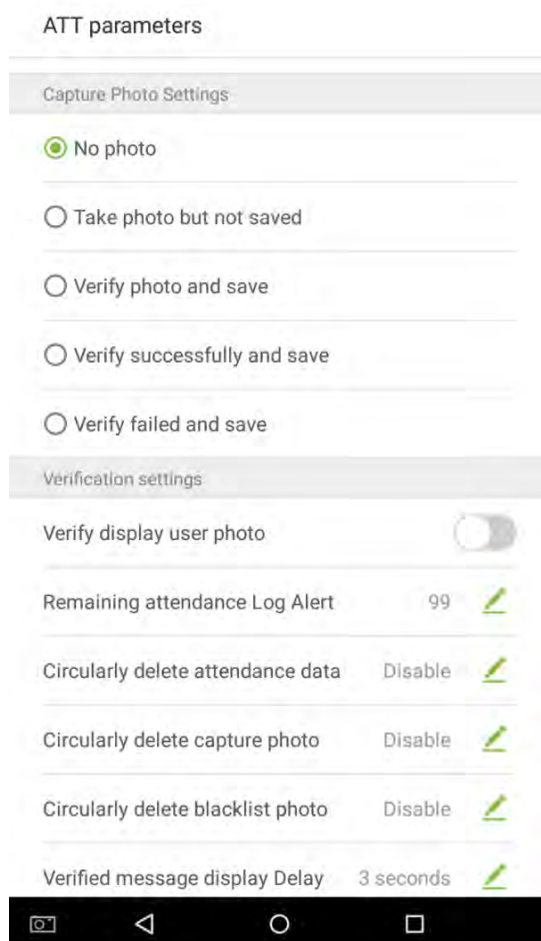 ATT parameters
Capture Photo Settings
No photo
Take photo but not saved
Verify photo and save
Verify successfully and save
Verify failed and save
Verification settings
Verify display user photo
Remaining attendance Log Alert 99
Circularly delete attendance data Disable
Circularly delete capture photo Disable
Circularly delete blacklist photo Disable
Verified message display Delay 3 seconds